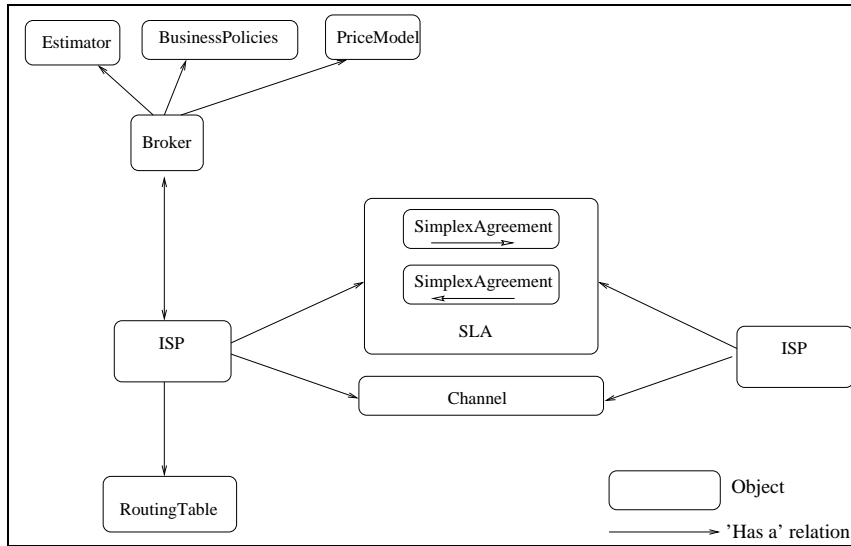 Estimator
BusinessPolicies
PriceModel
Broker
SimplexAgreement
SimplexAgreement
SLA
ISP
ISP
Channel
RoutingTable
Object
'Has a' relation